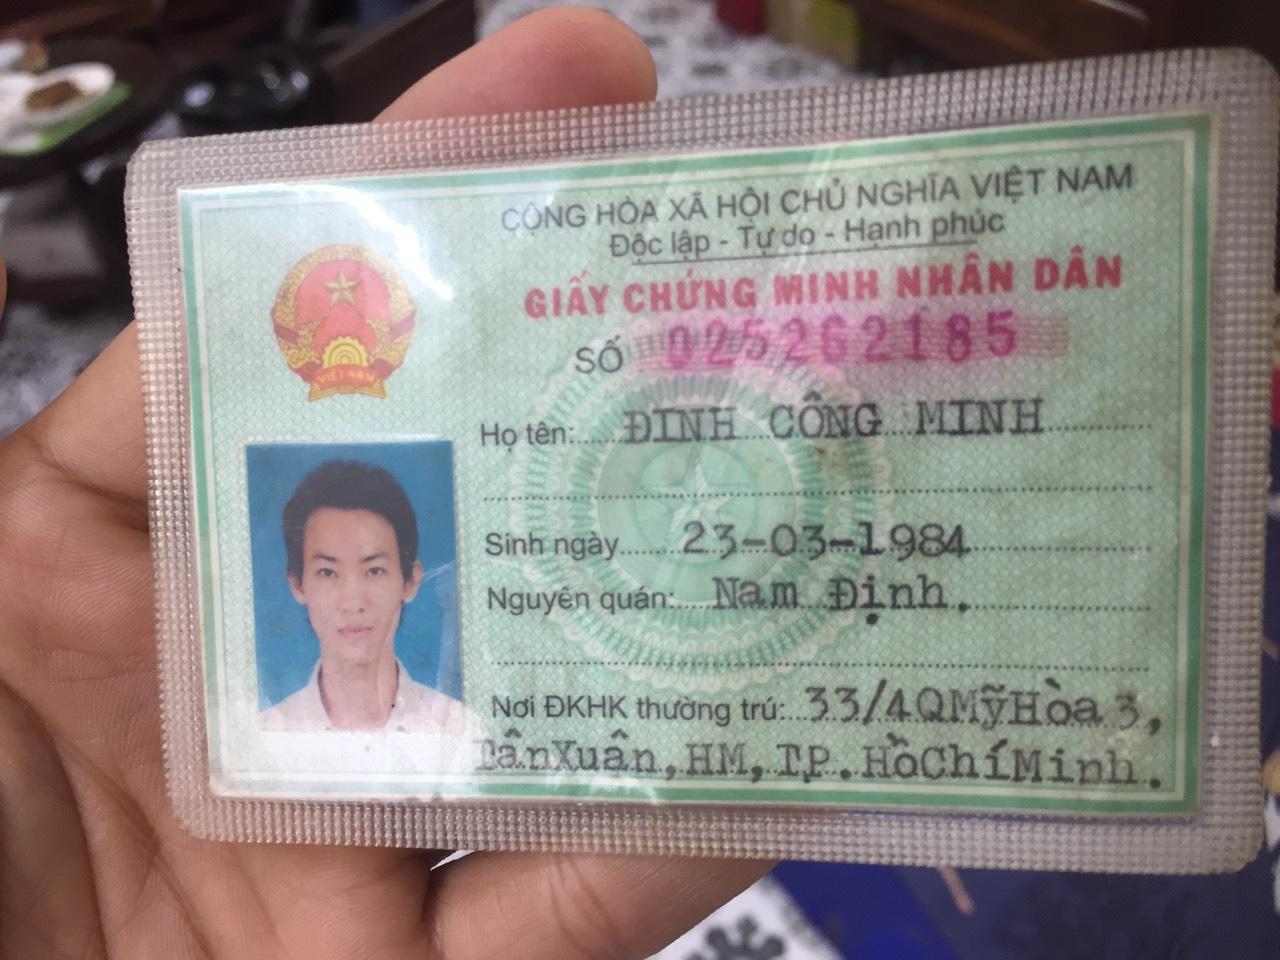 CỘNG HÒA XÃ HỘI CHỦ NGHĨA VIỆT NAM
Độc lập - Tự do - Hạnh phúc
GIẤY CHỨNG MINH NHÂN DÂN
SỐ 025262185
VIỆT NAM
Họ tên: ĐINH CÔNG MINH
Sinh ngày 23-03-1984
Nguyên quán: Nam Định.
Nơi ĐKHK thường trú: 33/4QMỹHòa 3,
TânXuân,HM,TP.HồChíMinh.